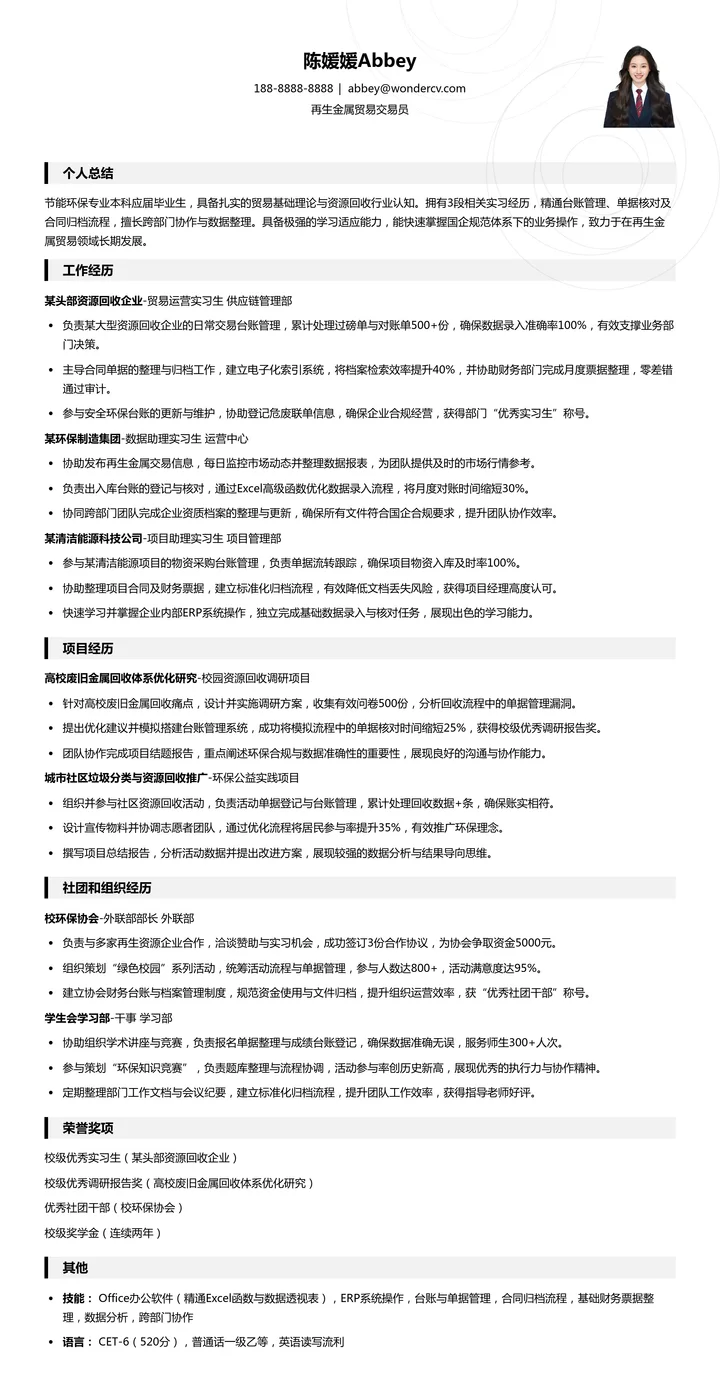 陈媛媛Abbey
188-8888-8888 | abbey@wondercv.com
再生金属贸易交易员
个人总结
节能环保专业本科应届毕业生，具备扎实的贸易基础理论与资源回收行业认知。拥有3段相关实习经历，精通台账管理、单据核对及
合同归档流程，擅长跨部门协作与数据整理。具备极强的学习适应能力，能快速掌握国企规范体系下的业务操作，致力于在再生金
属贸易领域长期发展。
工作经历
某头部资源回收企业-贸易运营实习生 供应链管理部
• 负责某大型资源回收企业的日常交易台账管理，累计处理过磅单与对账单500+份，确保数据录入准确率100%，有效支撑业务部
门决策。
• 主导合同单据的整理与归档工作，建立电子化索引系统，将档案检索效率提升40%，并协助财务部门完成月度票据整理，零差错
通过审计。
• 参与安全环保台账的更新与维护，协助登记危废联单信息，确保企业合规经营，获得部门“优秀实习生”称号。
某环保制造集团-数据助理实习生 运营中心
• 协助发布再生金属交易信息，每日监控市场动态并整理数据报表，为团队提供及时的市场行情参考。
• 负责出入库台账的登记与核对，通过Excel高级函数优化数据录入流程，将月度对账时间缩短30%。
• 协同跨部门团队完成企业资质档案的整理与更新，确保所有文件符合国企合规要求，提升团队协作效率。
某清洁能源科技公司-项目助理实习生 项目管理部
• 参与某清洁能源项目的物资采购台账管理，负责单据流转跟踪，确保项目物资入库及时率100%。
• 协助整理项目合同及财务票据，建立标准化归档流程，有效降低文档丢失风险，获得项目经理高度认可。
• 快速学习并掌握企业内部ERP系统操作，独立完成基础数据录入与核对任务，展现出色的学习能力。
项目经历
高校废旧金属回收体系优化研究-校园资源回收调研项目
• 针对高校废旧金属回收痛点，设计并实施调研方案，收集有效问卷500份，分析回收流程中的单据管理漏洞。
• 提出优化建议并模拟搭建台账管理系统，成功将模拟流程中的单据核对时间缩短25%，获得校级优秀调研报告奖。
• 团队协作完成项目结题报告，重点阐述环保合规与数据准确性的重要性，展现良好的沟通与协作能力。
城市社区垃圾分类与资源回收推广-环保公益实践项目
• 组织并参与社区资源回收活动，负责活动单据登记与台账管理，累计处理回收数据+条，确保账实相符。
• 设计宣传物料并协调志愿者团队，通过优化流程将居民参与率提升35%，有效推广环保理念。
• 撰写项目总结报告，分析活动数据并提出改进方案，展现较强的数据分析与结果导向思维。
社团和组织经历
校环保协会-外联部部长 外联部
• 负责与多家再生资源企业合作，洽谈赞助与实习机会，成功签订3份合作协议，为协会争取资金5000元。
• 组织策划“绿色校园”系列活动，统筹活动流程与单据管理，参与人数达800+，活动满意度达95%。
• 建立协会财务台账与档案管理制度，规范资金使用与文件归档，提升组织运营效率，获“优秀社团干部”称号。
学生会学习部-干事 学习部
• 协助组织学术讲座与竞赛，负责报名单据整理与成绩台账登记，确保数据准确无误，服务师生300+人次。
• 参与策划“环保知识竞赛”，负责题库整理与流程协调，活动参与率创历史新高，展现优秀的执行力与协作精神。
• 定期整理部门工作文档与会议纪要，建立标准化归档流程，提升团队工作效率，获得指导老师好评。
荣誉奖项
校级优秀实习生（某头部资源回收企业）
校级优秀调研报告奖（高校废旧金属回收体系优化研究）
优秀社团干部（校环保协会）
校级奖学金（连续两年）
其他
• 技能： Office办公软件（精通Excel函数与数据透视表），ERP系统操作，台账与单据管理，合同归档流程，基础财务票据整
理，数据分析，跨部门协作
• 语言： CET-6（520分），普通话一级乙等，英语读写流利